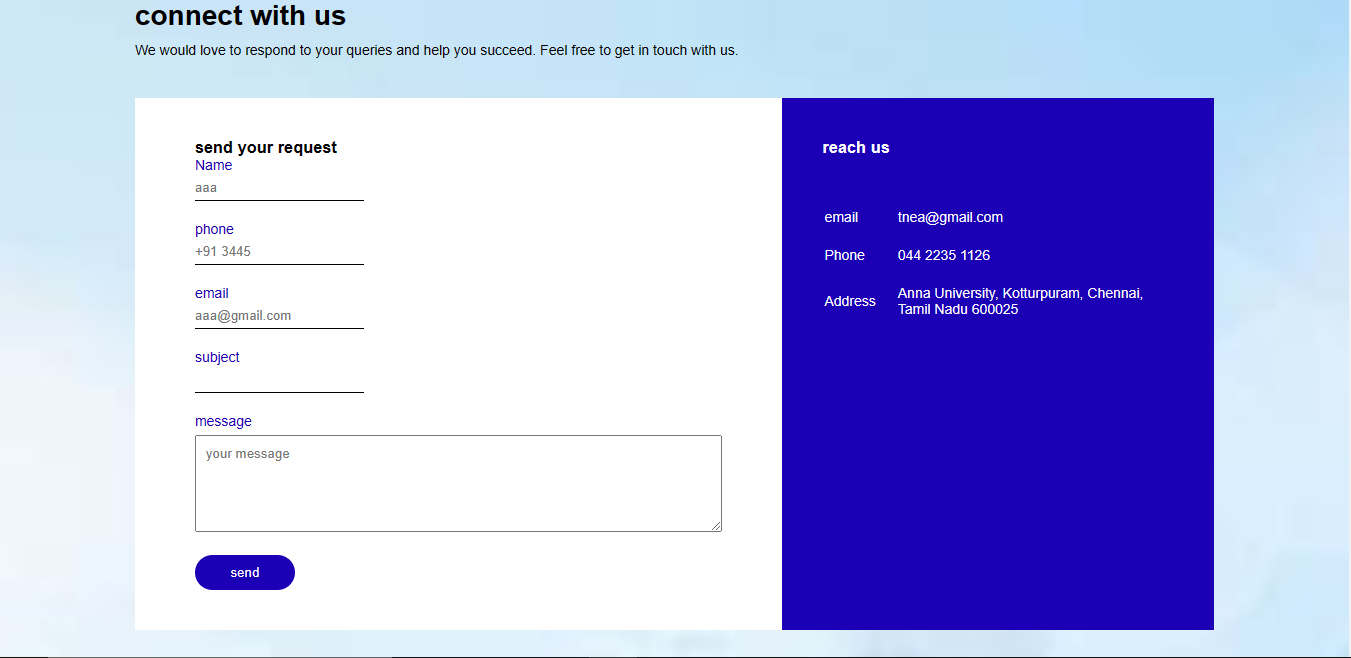 connect with us
We would love to respond to your queries and help you succeed. Feel free to get in touch with us.
send your request
Name
aaa
phone
+91 3445
email
aaa@gmail.com
subject
message
your message
send
reach us
email tnea@gmail.com
Phone 044 2235 1126
Address Anna University, Kotturpuram, Chennai,
Tamil Nadu 600025